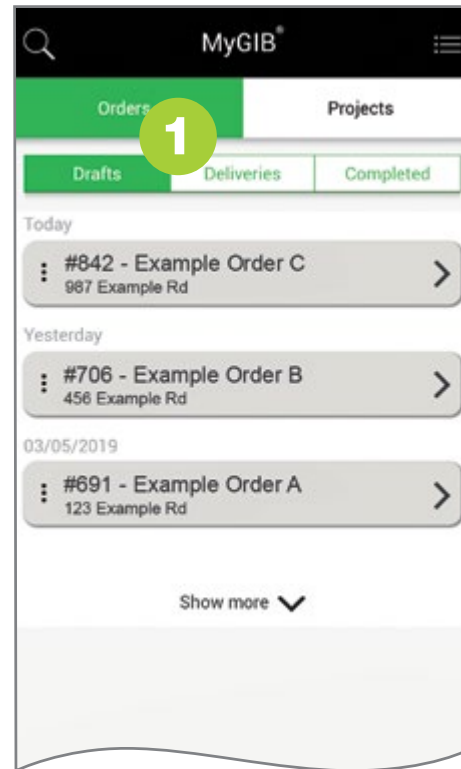 MyGIB®
Orders
1
Projects
Drafts
Deliveries
Completed
Today
#842 - Example Order C
987 Example Rd
Yesterday
#706 - Example Order B
456 Example Rd
03/05/2019
#691 - Example Order A
123 Example Rd
Show more